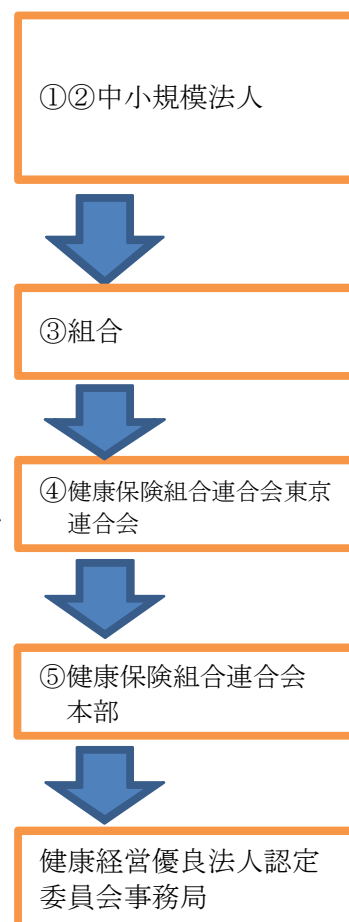 ①②中小規模法人
③組合
④健康保険組合連合会東京
連合会
⑤健康保険組合連合会
本部
健康経営優良法人認定
委員会事務局